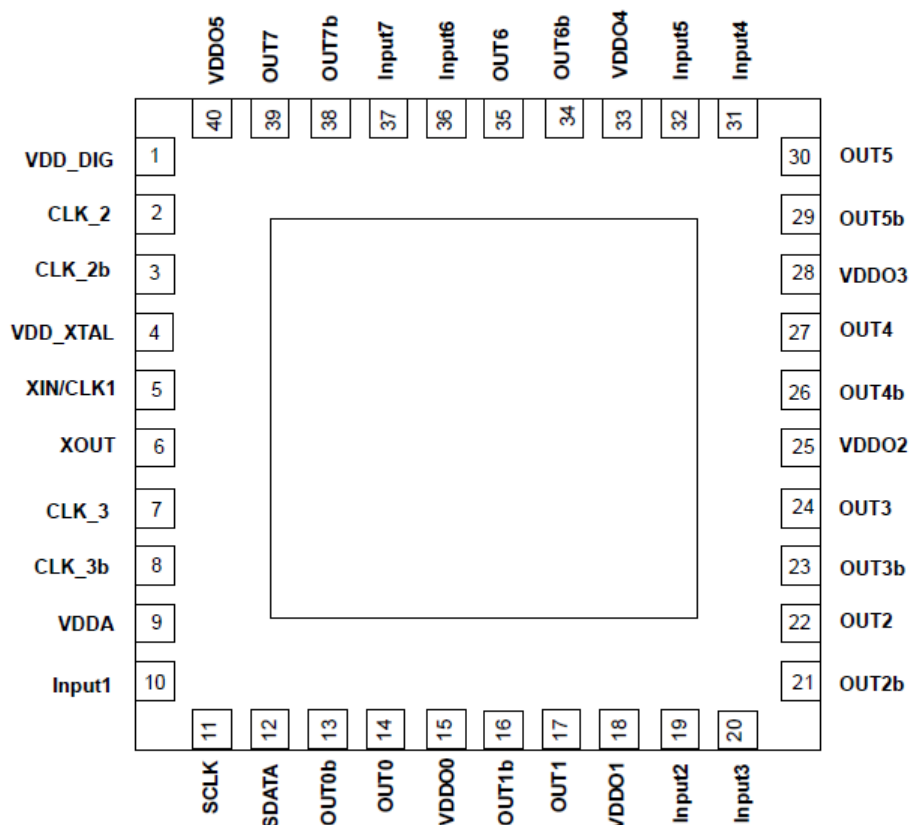 VDDO5
OUT7
OUT7b
Input7
Input6
OUT6
OUT6b
VDDO4
Input5
Input4
40
39
38
37
36
35
34
33
32
31
VDD_DIG 1
CLK_2 2
CLK_2b 3
VDD_XTAL 4
XIN/CLK1 5
XOUT 6
CLK_3 7
CLK_3b 8
VDDA 9
Input1 10
30 OUT5
29 OUT5b
28 VDDO3
27 OUT4
26 OUT4b
25 VDDO2
24 OUT3
23 OUT3b
22 OUT2
21 OUT2b
11
12
13
14
15
16
17
18
19
20
SCLK
SDATA
OUT0b
OUT0
VDDO0
OUT1b
OUT1
VDDO1
Input2
Input3